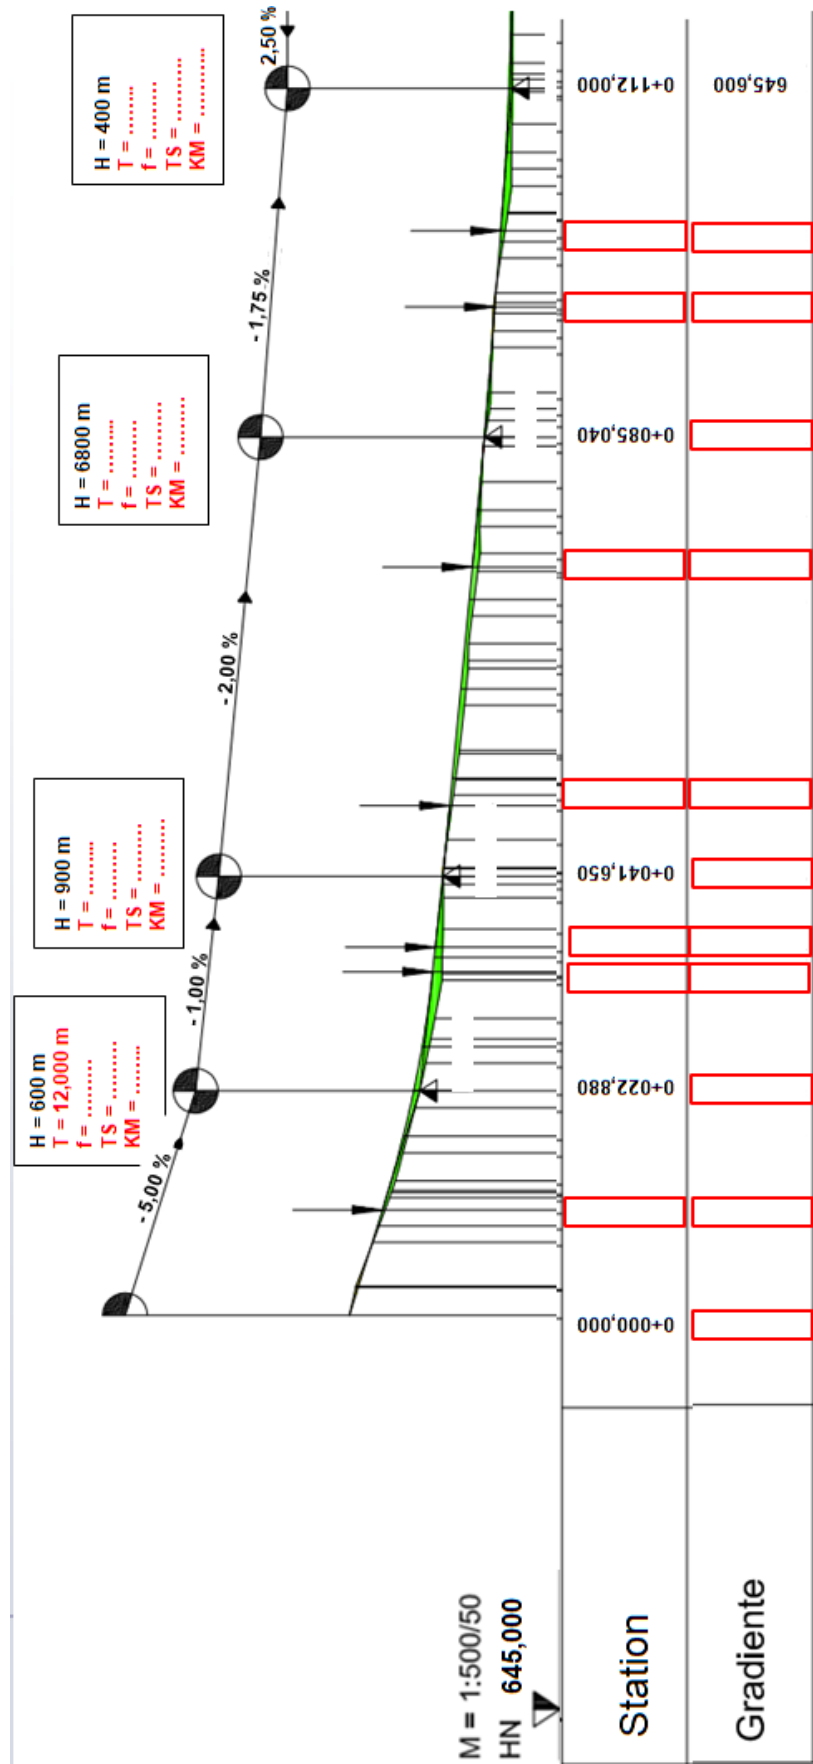 H = 600 m
T = 12,000 m
f = ............
TS = ............
KM = ............
H = 900 m
T = ............
f = ............
TS = ............
KM = ............
H = 6800 m
T = ............
f = ............
TS = ............
KM = ............
H = 400 m
T = ............
f = ............
TS = ............
KM = ............
- 5,00 %
- 1,00 %
- 2,00 %
- 1,75 %
2,50 %
M = 1:500/50
HN 645,000
Station
0+000,000
0+022,880
0+041,650
0+085,040
0+112,000
Gradiente
645,600